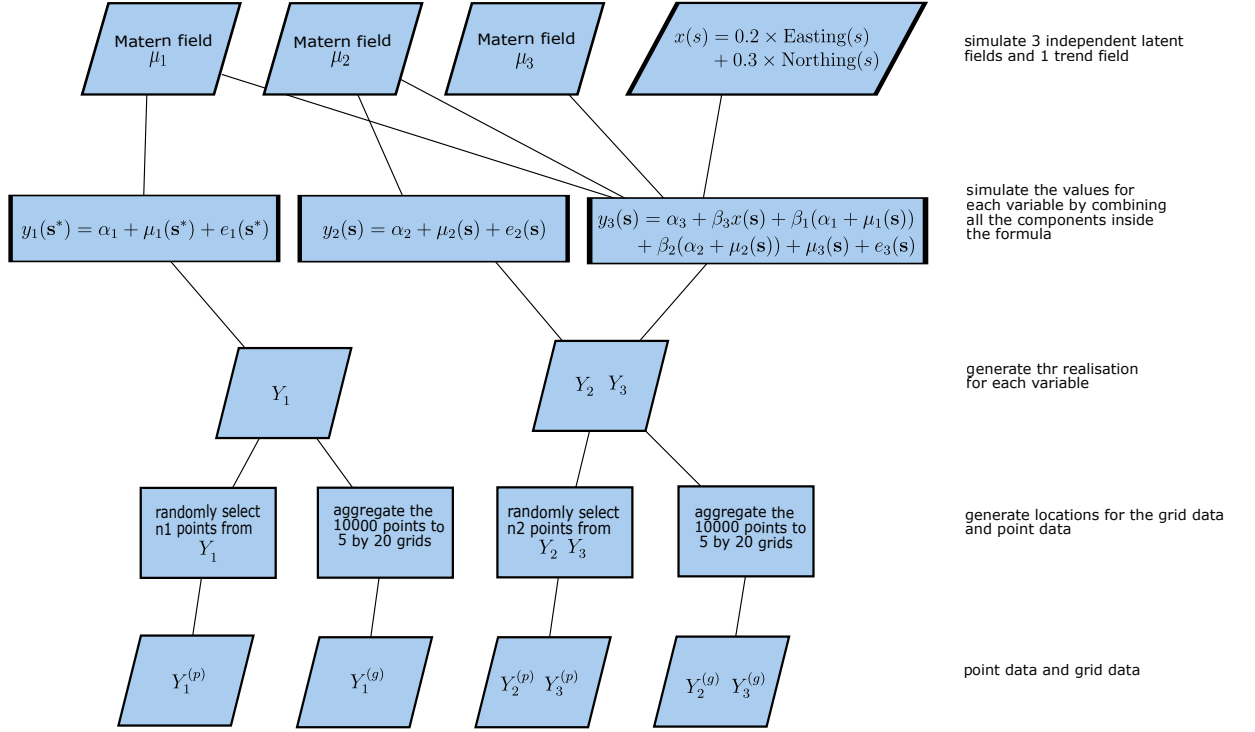 Matern field
μ₁
Matern field
μ₂
Matern field
μ₃
x(s) = 0.2 × Easting(s)
+ 0.3 × Northing(s)
simulate 3 independent latent
fields and 1 trend field
y₁(s*) = α₁ + μ₁(s*) + e₁(s*)
y₂(s) = α₂ + μ₂(s) + e₂(s)
y₃(s) = α₃ + β₃x(s) + β₁(α₁ + μ₁(s))
+ β₂(α₂ + μ₂(s)) + μ₃(s) + e₃(s)
simulate the values for
each variable by combining
all the components inside
the formula
Y₁
Y₂ Y₃
generate thr realisation
for each variable
randomly select
n1 points from
Y₁
aggregate the
10000 points to
5 by 20 grids
randomly select
n2 points from
Y₂ Y₃
aggregate the
10000 points to
5 by 20 grids
generate locations for the grid data
and point data
Y₁⁽ᵖ⁾
Y₁⁽ᵍ⁾
Y₂⁽ᵖ⁾ Y₃⁽ᵖ⁾
Y₂⁽ᵍ⁾ Y₃⁽ᵍ⁾
point data and grid data